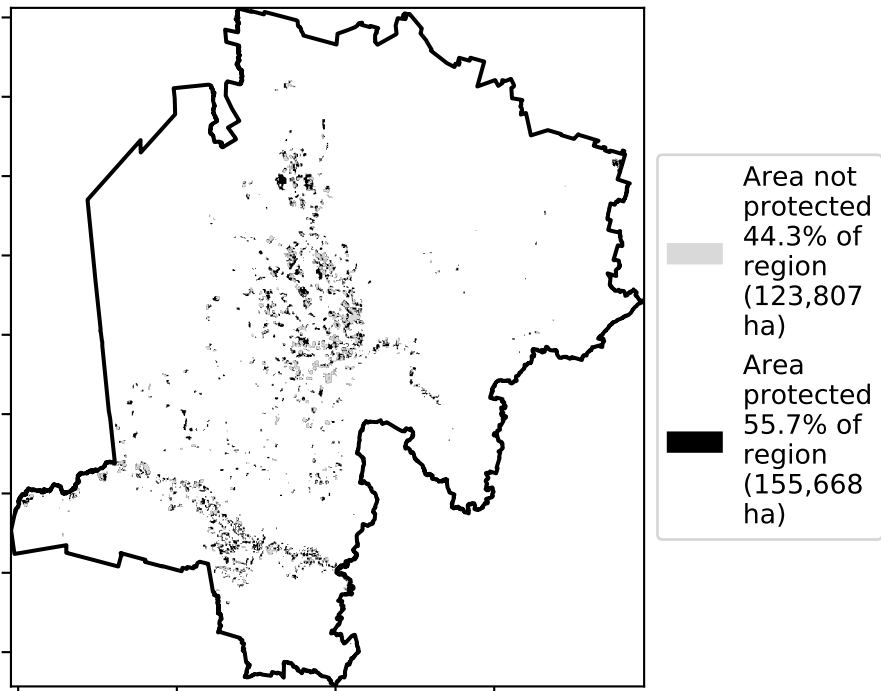 Area not
protected
44.3% of
region
(123,807
ha)
Area
protected
55.7% of
region
(155,668
ha)